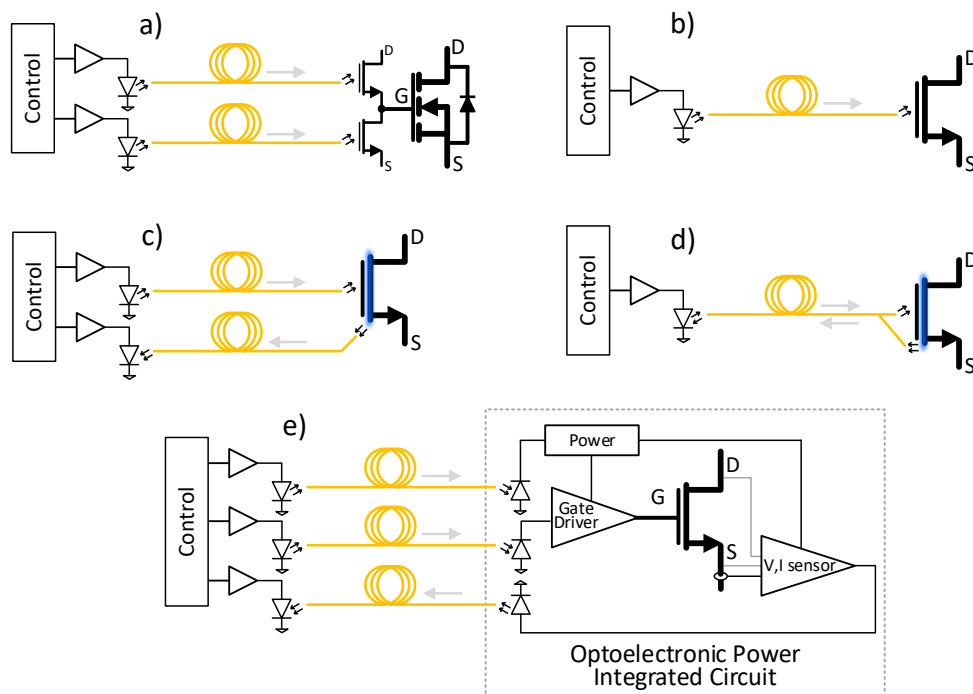 a)
Control
D
S
G
D
S
b)
Control
D
S
c)
Control
D
S
d)
Control
D
S
e)
Control
Power
Gate
Driver
G
D
S
V,I sensor
Optoelectronic Power
Integrated Circuit